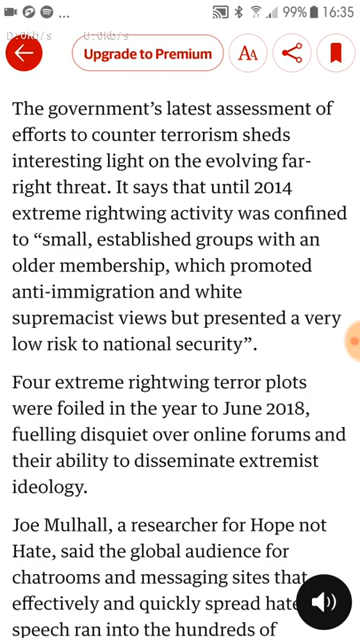 99% 16:35
D:0Kb/s U:0Kb/s
Upgrade to Premium AA
The government's latest assessment of
efforts to counter terrorism sheds
interesting light on the evolving far-
right threat. It says that until 2014
extreme rightwing activity was confined
to “small, established groups with an
older membership, which promoted
anti-immigration and white
supremacist views but presented a very
low risk to national security”.
Four extreme rightwing terror plots
were foiled in the year to June 2018,
fuelling disquiet over online forums and
their ability to disseminate extremist
ideology.
Joe Mulhall, a researcher for Hope not
Hate, said the global audience for
chatrooms and messaging sites that
effectively and quickly spread hate
speech ran into the hundreds of